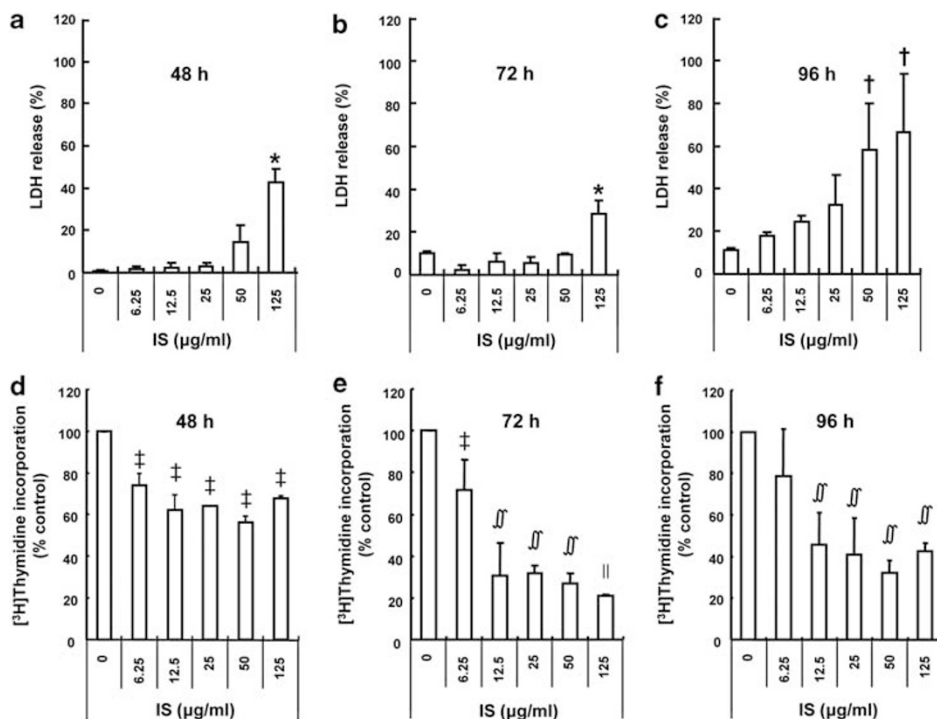 a
120
100
80
60
40
20
0
LDH release (%)
48 h
*
0 6.25 12.5 25 50 125
IS (µg/ml)
b
120
100
80
60
40
20
0
LDH release (%)
72 h
*
0 6.25 12.5 25 50 125
IS (µg/ml)
c
120
100
80
60
40
20
0
LDH release (%)
96 h
† †
0 6.25 12.5 25 50 125
IS (µg/ml)
d
120
100
80
60
40
20
0
[³H]Thymidine incorporation
(% control)
48 h
‡ ‡ ‡ ‡ ‡
0 6.25 12.5 25 50 125
IS (µg/ml)
e
120
100
80
60
40
20
0
[³H]Thymidine incorporation
(% control)
72 h
‡ ∬ ∬ ∬ ||
0 6.25 12.5 25 50 125
IS (µg/ml)
f
120
100
80
60
40
20
0
[³H]Thymidine incorporation
(% control)
96 h
∬ ∬ ∬ ∬
0 6.25 12.5 25 50 125
IS (µg/ml)